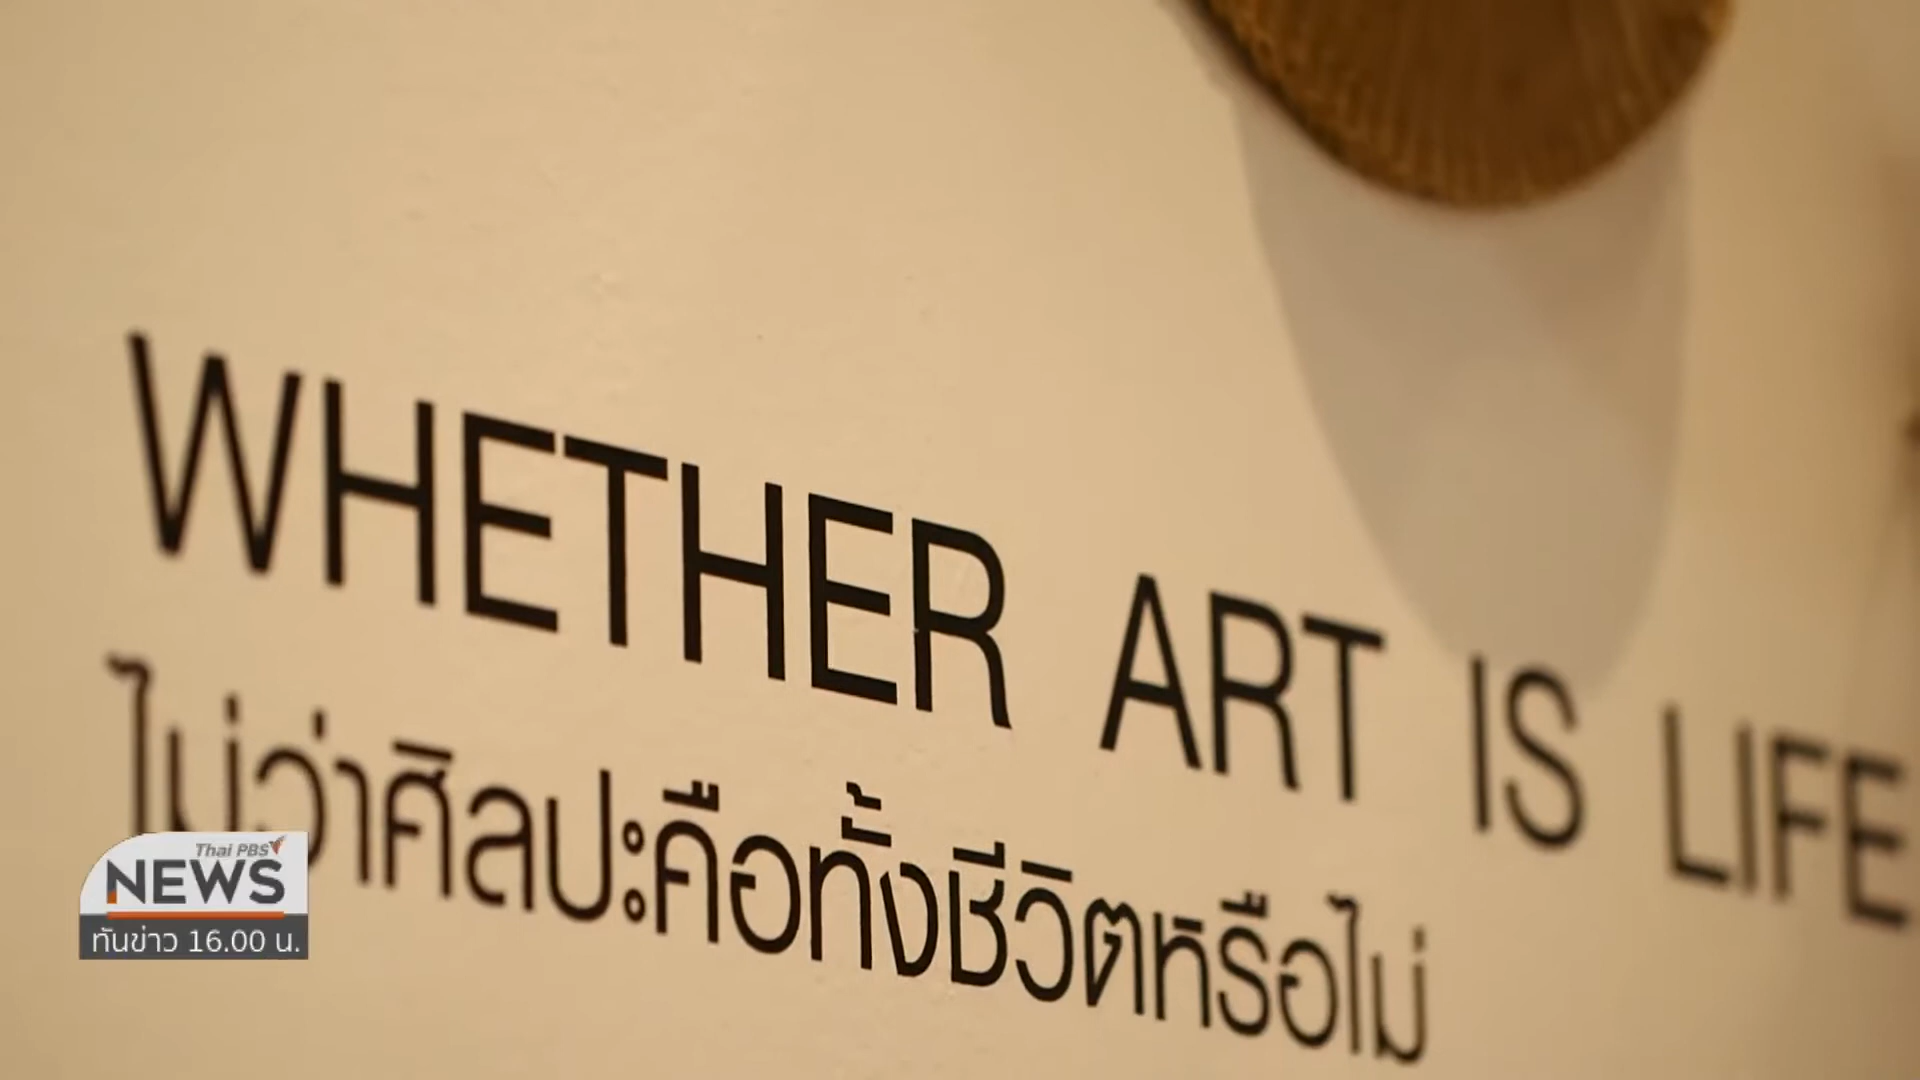 WHETHER ART IS LIFE
ไม่ว่าศิลปะคือทั้งชีวิตหรือไม่
Thai PBS
NEWS
ทันข่าว 16.00 น.